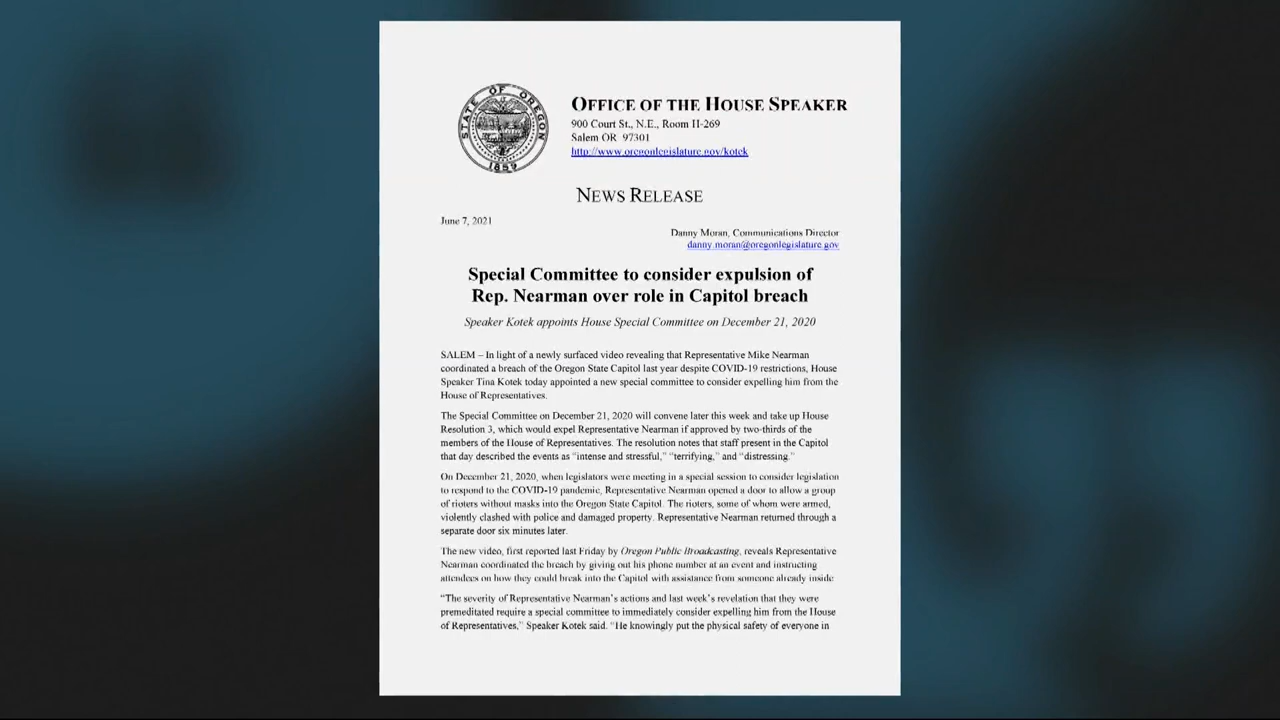 STATE OF OREGON
1859
OFFICE OF THE HOUSE SPEAKER
900 Court St., N.E., Room H-269
Salem OR 97301
http://www.oregonlegislature.gov/kotek
NEWS RELEASE
June 7, 2021
Danny Moran, Communications Director
danny.moran@oregonlegislature.gov
Special Committee to consider expulsion of
Rep. Nearman over role in Capitol breach
Speaker Kotek appoints House Special Committee on December 21, 2020
SALEM – In light of a newly surfaced video revealing that Representative Mike Nearman
coordinated a breach of the Oregon State Capitol last year despite COVID-19 restrictions, House
Speaker Tina Kotek today appointed a new special committee to consider expelling him from the
House of Representatives.
The Special Committee on December 21, 2020 will convene later this week and take up House
Resolution 3, which would expel Representative Nearman if approved by two-thirds of the
members of the House of Representatives. The resolution notes that staff present in the Capitol
that day described the events as “intense and stressful,” “terrifying,” and “distressing.”
On December 21, 2020, when legislators were meeting in a special session to consider legislation
to respond to the COVID-19 pandemic, Representative Nearman opened a door to allow a group
of rioters without masks into the Oregon State Capitol. The rioters, some of whom were armed,
violently clashed with police and damaged property. Representative Nearman returned through a
separate door six minutes later.
The new video, first reported last Friday by Oregon Public Broadcasting, reveals Representative
Nearman coordinated the breach by giving out his phone number at an event and instructing
attendees on how they could break into the Capitol with assistance from someone already inside
“The severity of Representative Nearman’s actions and last week’s revelation that they were
premeditated require a special committee to immediately consider expelling him from the House
of Representatives,” Speaker Kotek said. “He knowingly put the physical safety of everyone in